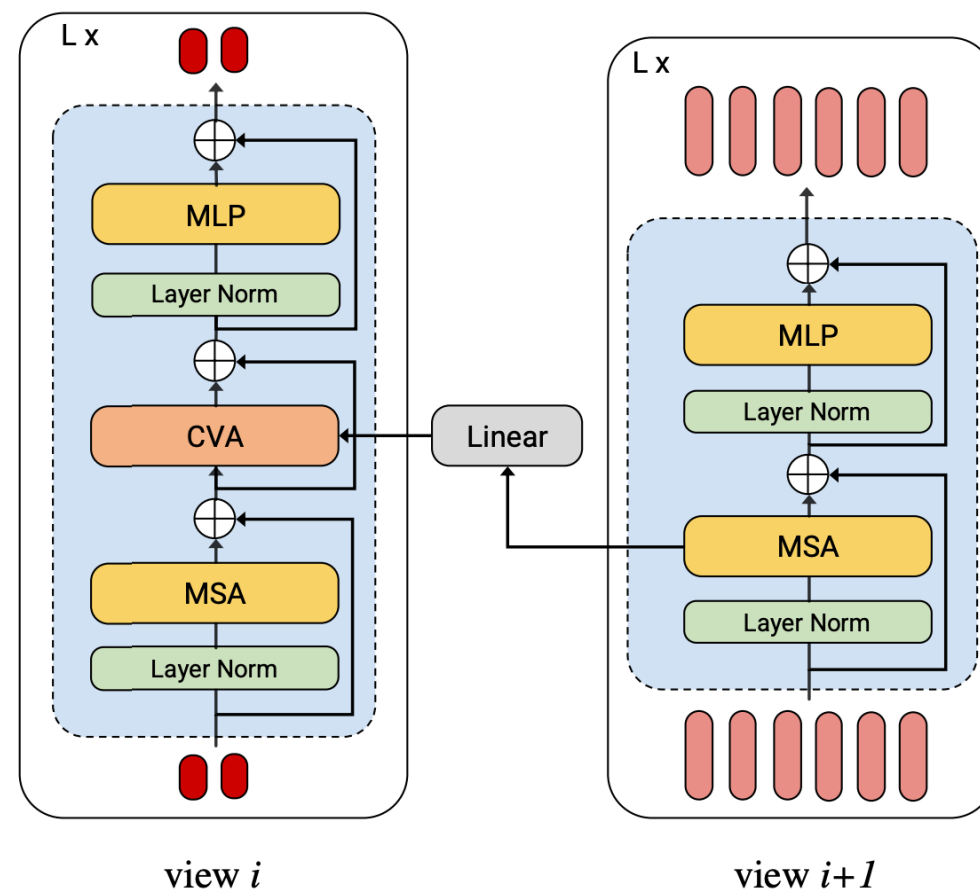 L x
MLP
Layer Norm
CVA
MSA
Layer Norm
view i
Linear
L x
MLP
Layer Norm
MSA
Layer Norm
view i+1